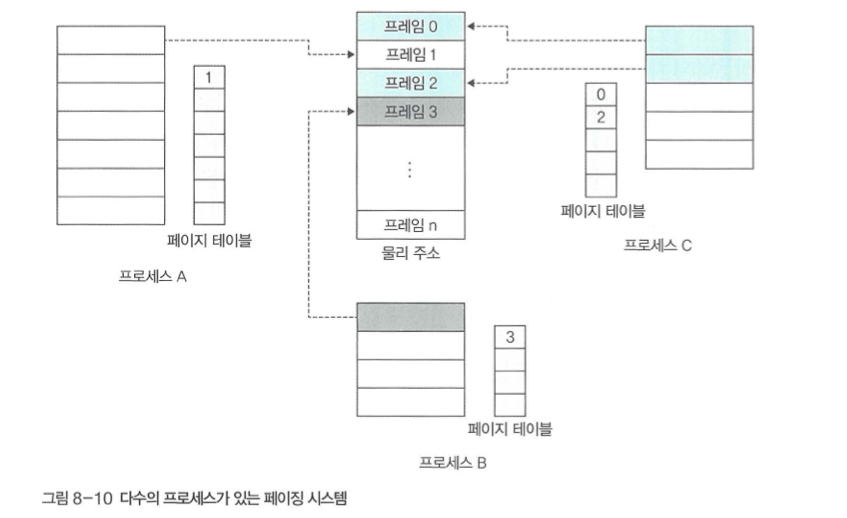 프레임 0
프레임 1
프레임 2
프레임 3
⋮
프레임 n
물리 주소
1
페이지 테이블
프로세스 A
0
2
페이지 테이블
프로세스 C
3
페이지 테이블
프로세스 B
그림 8-10 다수의 프로세스가 있는 페이징 시스템